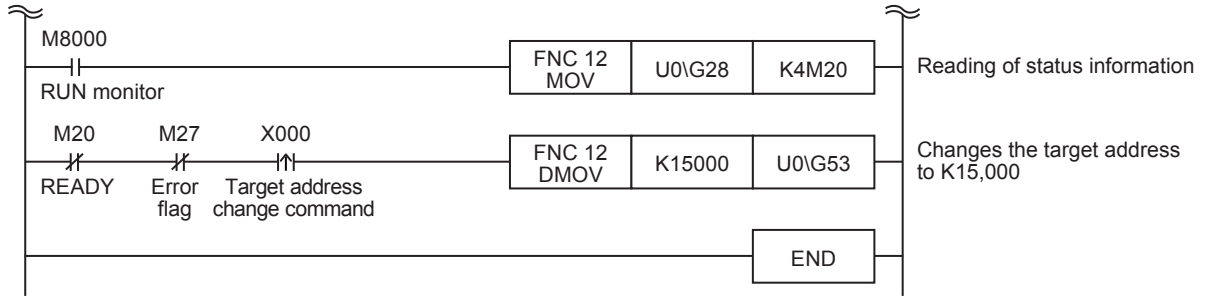 M8000
RUN monitor
FNC 12
MOV
U0\G28
K4M20
Reading of status information
M20
READY
M27
Error
flag
X000
Target address
change command
FNC 12
DMOV
K15000
U0\G53
Changes the target address
to K15,000
END